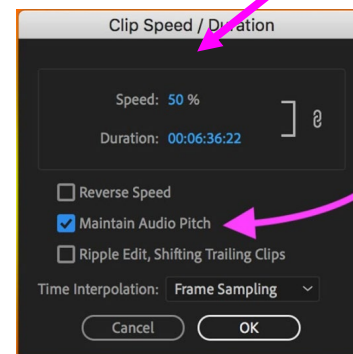 Clip Speed / Duration
Speed: 50 %
Duration: 00:06:36:22
Reverse Speed
Maintain Audio Pitch
Ripple Edit, Shifting Trailing Clips
Time Interpolation: Frame Sampling
Cancel OK